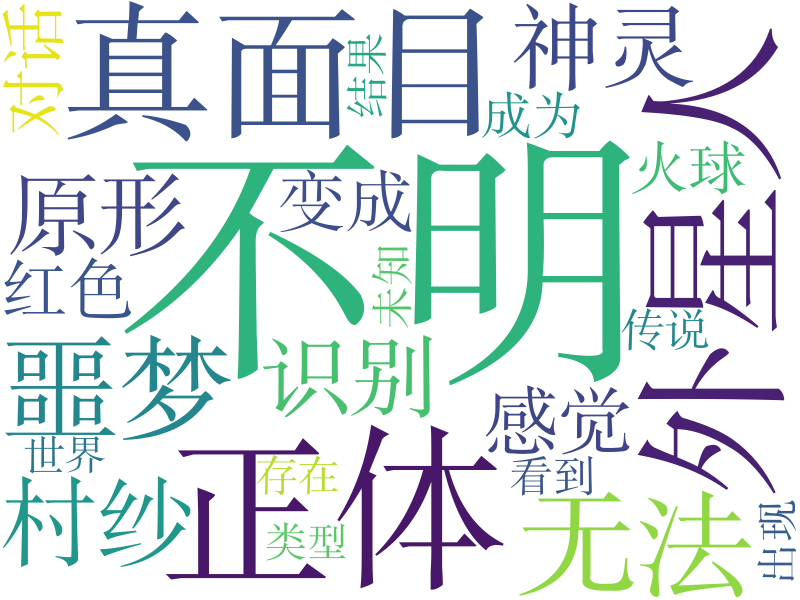 对话
真面目
结果
神灵
成为
外星人
原形
变成
火球
不明
红色
未知
传说
噩梦
识别
感觉
世界
正体
存在
看到
村纱
类型
无法
出现